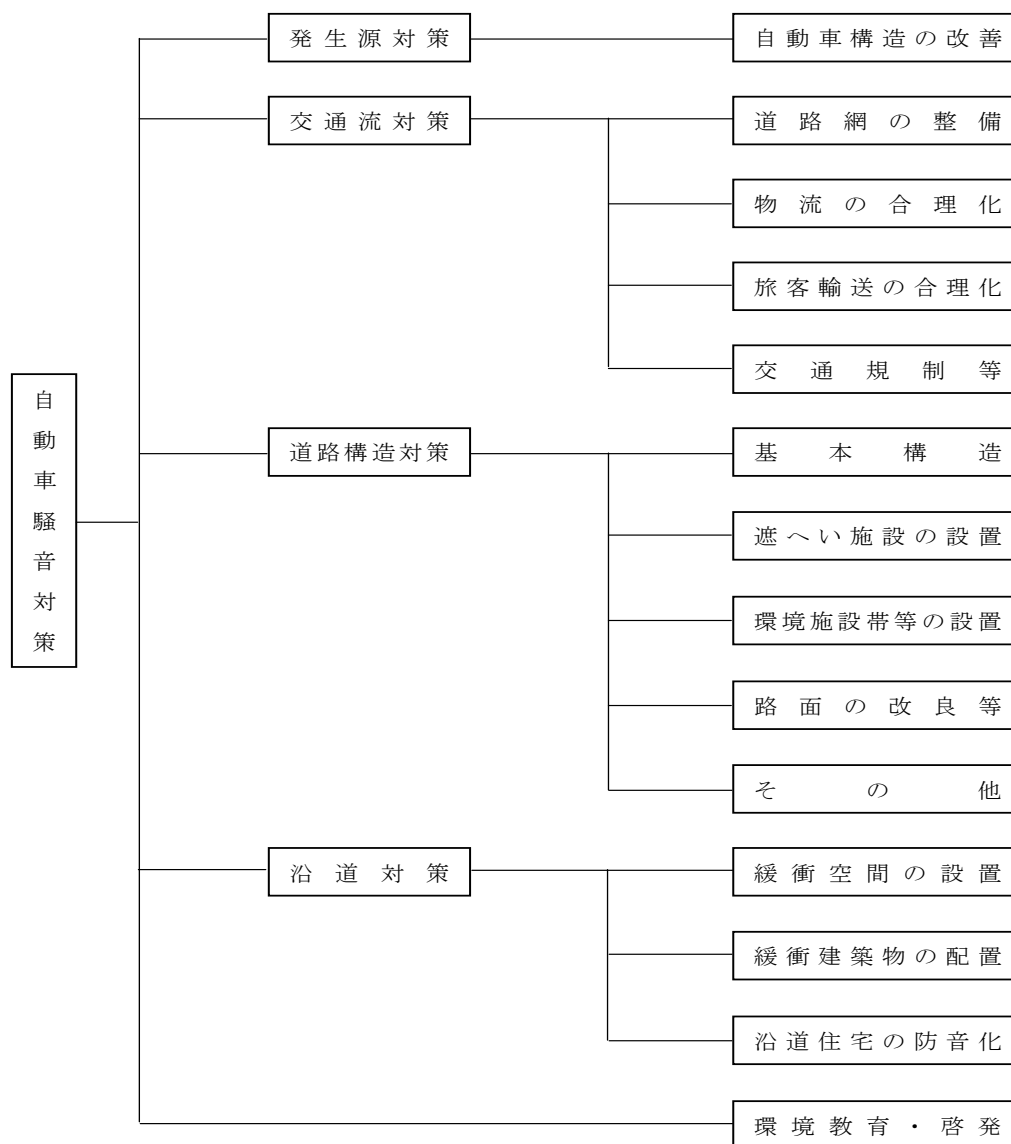 自動車騒音対策
発生源対策
自動車構造の改善
交通流対策
道路網の整備
物流の合理化
旅客輸送の合理化
交通規制等
道路構造対策
基本構造
遮へい施設の設置
環境施設帯等の設置
路面の改良等
その他
沿道対策
緩衝空間の設置
緩衝建築物の配置
沿道住宅の防音化
環境教育・啓発